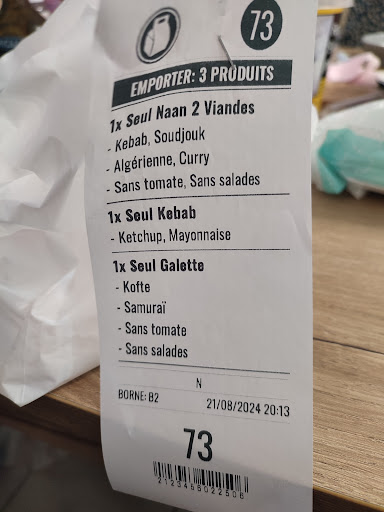 73
EMPORTER: 3 PRODUITS
1x Seul Naan 2 Viandes
- Kebab, Soudjouk
- Algérienne, Curry
- Sans tomate, Sans salades
1x Seul Kebab
- Ketchup, Mayonnaise
1x Seul Galette
- Kofte
- Samuraï
- Sans tomate
- Sans salades
N
BORNE: B2 21/08/2024 20:13
73
2123466022506